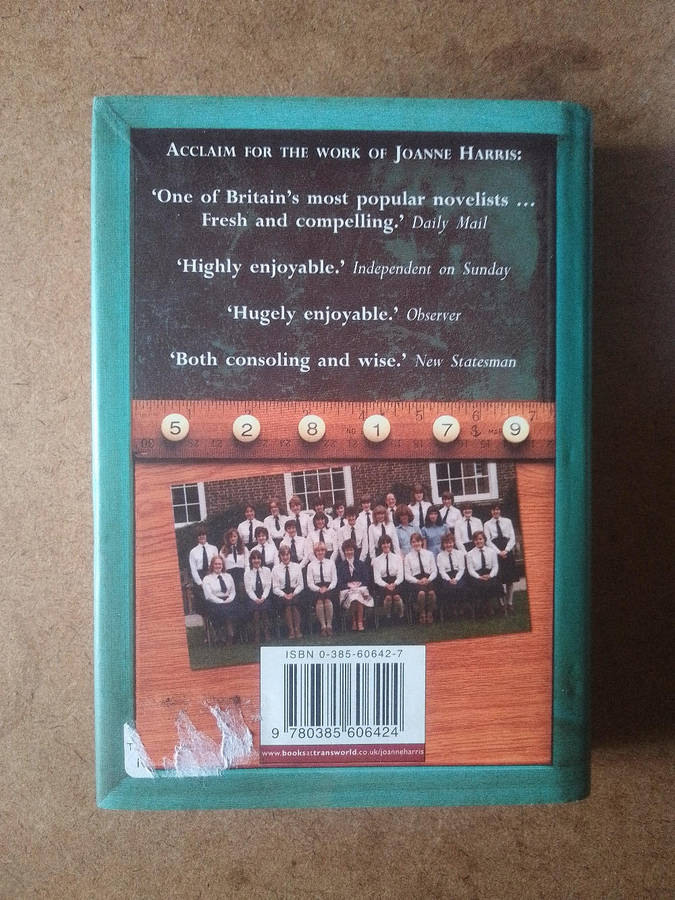 ACCLAIM FOR THE WORK OF JOANNE HARRIS:
‘One of Britain’s most popular novelists ...
Fresh and compelling.’ Daily Mail
‘Highly enjoyable.’ Independent on Sunday
‘Hugely enjoyable.’ Observer
‘Both consoling and wise.’ New Statesman
5 2 8 1 7 9
ISBN 0-385-60642-7
9 780385 606424
www.booksattransworld.co.uk/joanneharris